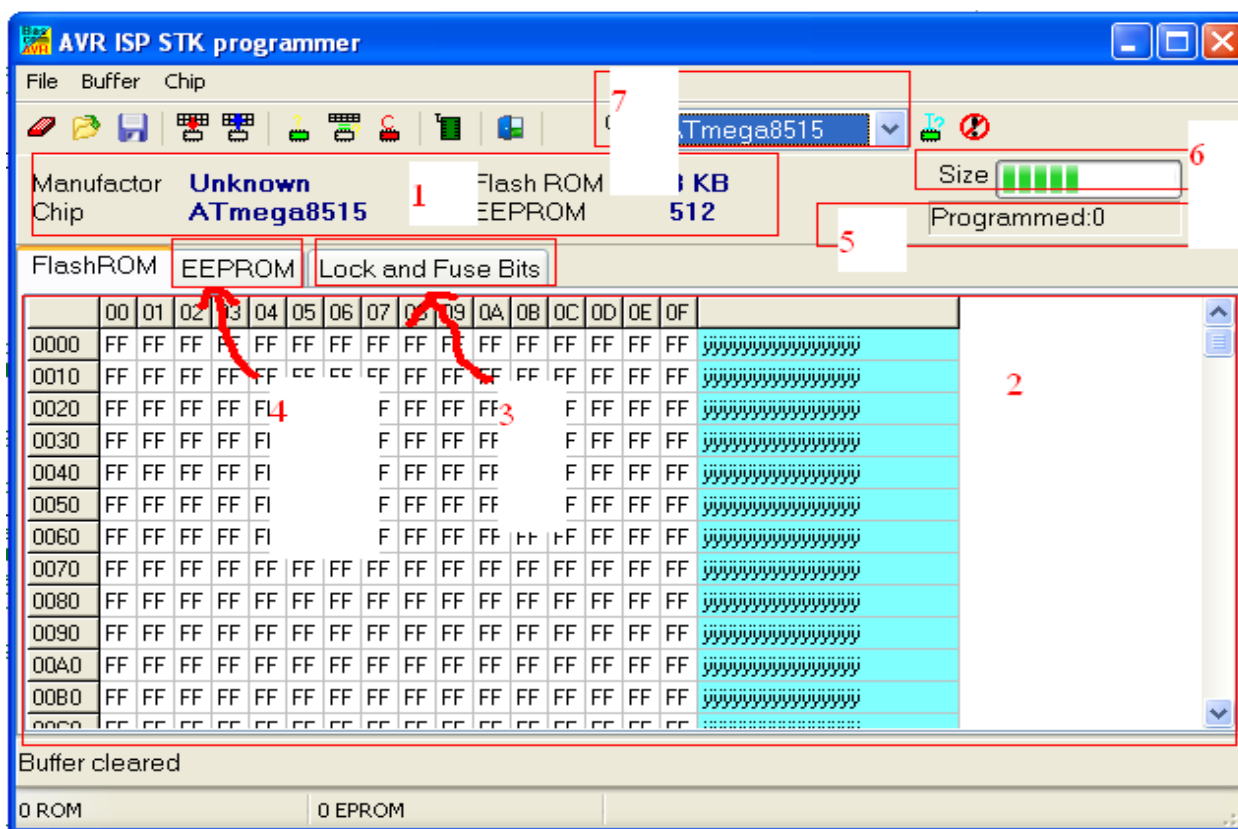 AVR ISP STK programmer
File Buffer Chip
7
ATmega8515
6
Manufactor Unknown Flash ROM KB
Size
Chip ATmega8515 EEPROM 512
1
Programmed:0
5
FlashROM EEPROM Lock and Fuse Bits
00 01 02 03 04 05 06 07 08 09 0A 0B 0C 0D 0E 0F
0000 FF FF FF FF FF FF FF FF FF FF FF FF FF FF FF FF ÿÿÿÿÿÿÿÿÿÿÿÿÿÿÿÿ
0010 FF FF FF FF FF FF FF FF FF FF FF FF FF FF FF FF ÿÿÿÿÿÿÿÿÿÿÿÿÿÿÿÿ
2
0020 FF FF FF FF 4 F FF FF FF 3 F FF FF FF ÿÿÿÿÿÿÿÿÿÿÿÿÿÿÿÿ
0030 FF FF FF FF F FF FF FF F FF FF FF ÿÿÿÿÿÿÿÿÿÿÿÿÿÿÿÿ
0040 FF FF FF FF F FF FF FF F FF FF FF ÿÿÿÿÿÿÿÿÿÿÿÿÿÿÿÿ
0050 FF FF FF FF F FF FF FF F FF FF FF ÿÿÿÿÿÿÿÿÿÿÿÿÿÿÿÿ
0060 FF FF FF FF F FF FF FF FF FF FF FF FF ÿÿÿÿÿÿÿÿÿÿÿÿÿÿÿÿ
0070 FF FF FF FF FF FF FF FF FF FF FF FF FF FF FF FF ÿÿÿÿÿÿÿÿÿÿÿÿÿÿÿÿ
0080 FF FF FF FF FF FF FF FF FF FF FF FF FF FF FF FF ÿÿÿÿÿÿÿÿÿÿÿÿÿÿÿÿ
0090 FF FF FF FF FF FF FF FF FF FF FF FF FF FF FF FF ÿÿÿÿÿÿÿÿÿÿÿÿÿÿÿÿ
00A0 FF FF FF FF FF FF FF FF FF FF FF FF FF FF FF FF ÿÿÿÿÿÿÿÿÿÿÿÿÿÿÿÿ
00B0 FF FF FF FF FF FF FF FF FF FF FF FF FF FF FF FF ÿÿÿÿÿÿÿÿÿÿÿÿÿÿÿÿ
Buffer cleared
0 ROM 0 EPROM